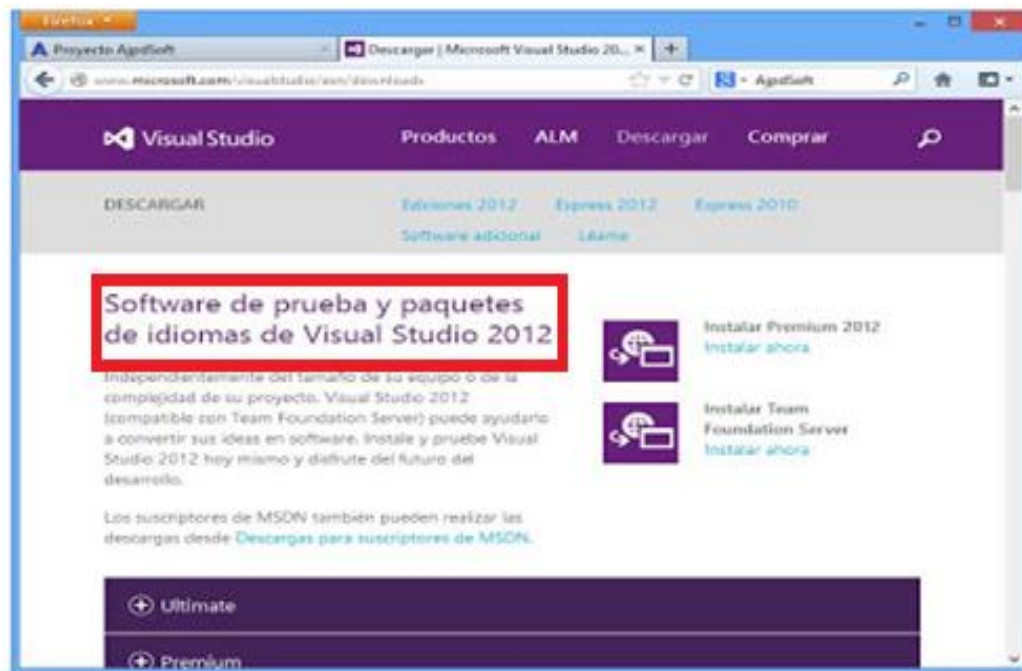 Firefox
Proyecto AjpdSoft
Descargar | Microsoft Visual Studio 20...
www.microsoft.com/visualstudio/esn/downloads
AjpdSoft
Visual Studio
Productos ALM Descargar Comprar
DESCARGAR
Ediciones 2012 Express 2012 Express 2010
Software adicional Léame
Software de prueba y paquetes
de idiomas de Visual Studio 2012
Independientemente del tamaño de su equipo o de la
complejidad de su proyecto. Visual Studio 2012
(compatible con Team Foundation Server) puede ayudarlo
a convertir sus ideas en software. Instale y pruebe Visual
Studio 2012 hoy mismo y disfrute del futuro del
desarrollo.
Los suscriptores de MSDN también pueden realizar las
descargas desde Descargas para suscriptores de MSDN.
Instalar Premium 2012
Instalar ahora
Instalar Team
Foundation Server
Instalar ahora
Ultimate
Premium